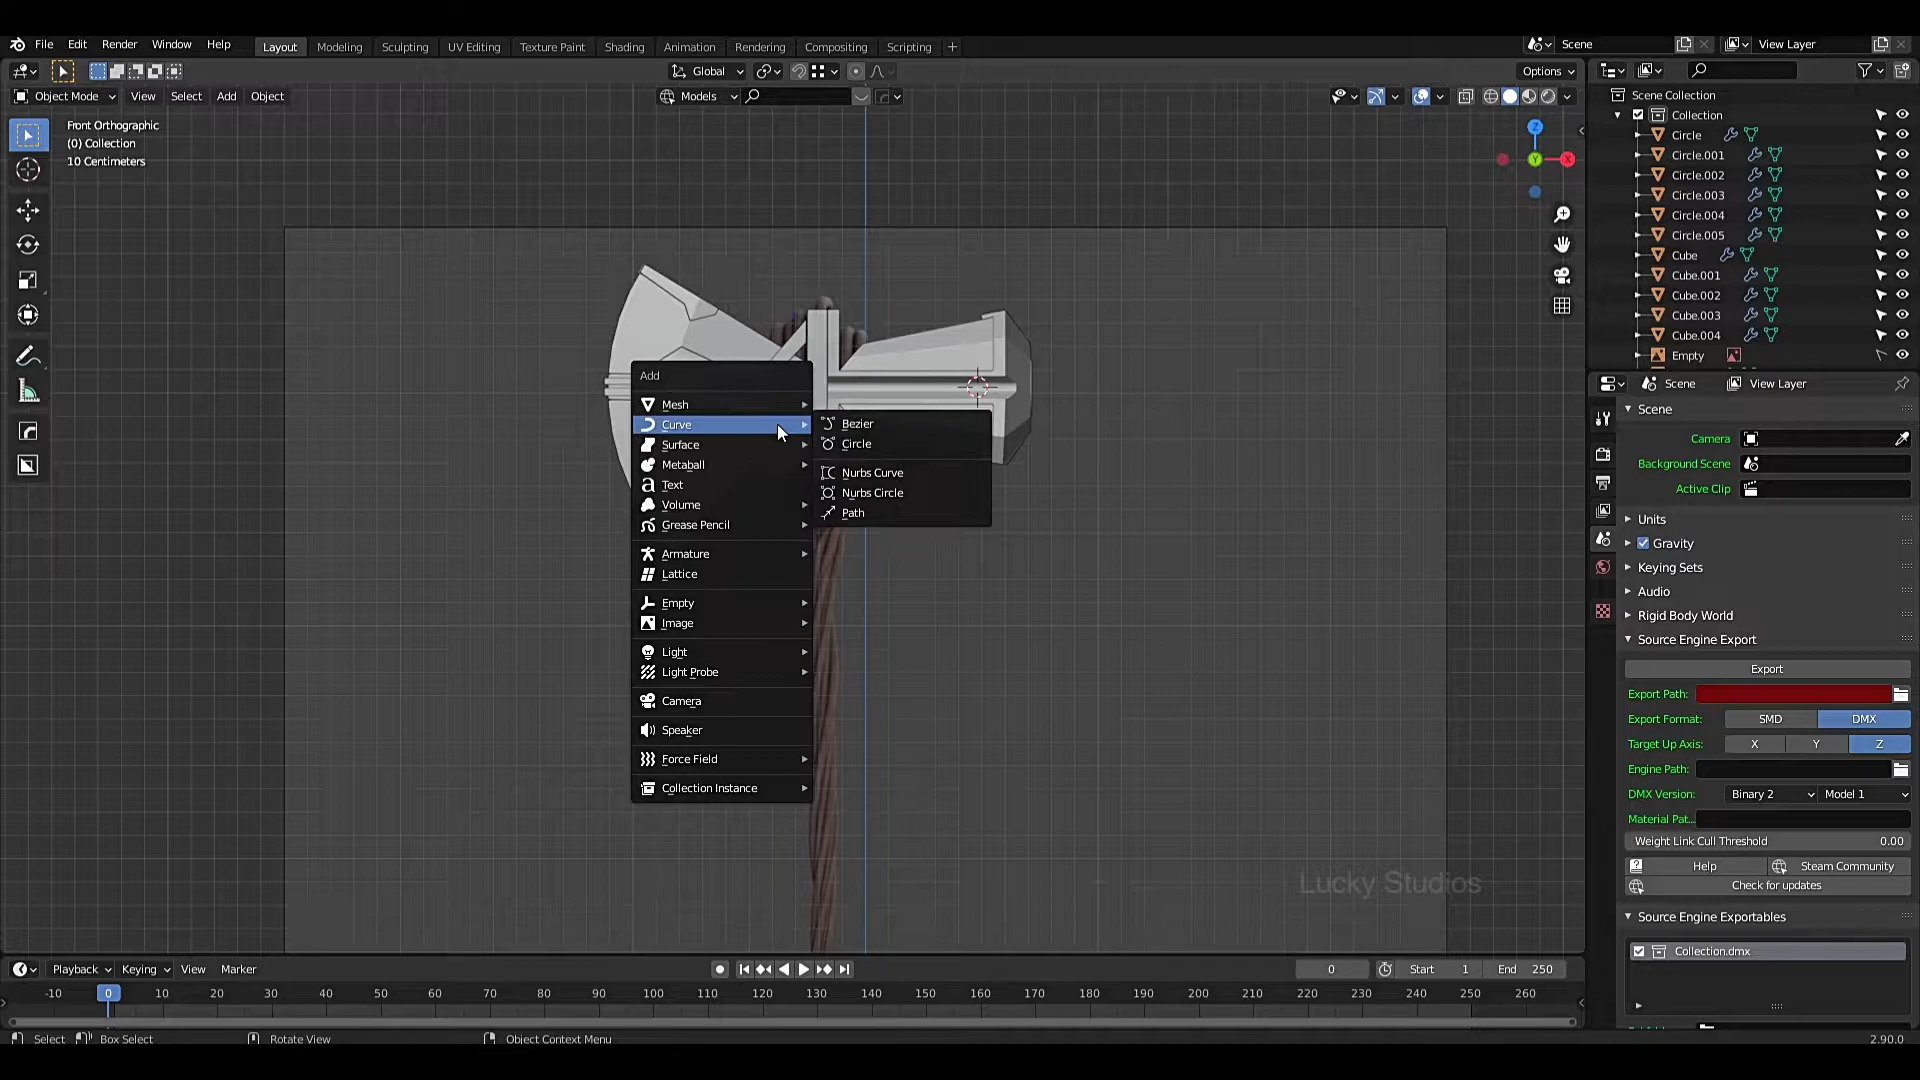 File Edit Render Window Help Layout Modeling Sculpting UV Editing Texture Paint Shading Animation Rendering Compositing Scripting + Scene View Layer
Global Options
Object Mode View Select Add Object Models
Front Orthographic
(0) Collection
10 Centimeters
Z
Y
X
Scene Collection
Collection
Circle
Circle.001
Circle.002
Circle.003
Circle.004
Circle.005
Cube
Cube.001
Cube.002
Cube.003
Cube.004
Empty
Add
Mesh
Curve
Surface
Metaball
Text
Volume
Grease Pencil
Armature
Lattice
Empty
Image
Light
Light Probe
Camera
Speaker
Force Field
Collection Instance
Bezier
Circle
Nurbs Curve
Nurbs Circle
Path
Scene View Layer
Scene
Camera
Background Scene
Active Clip
Units
Gravity
Keying Sets
Audio
Rigid Body World
Source Engine Export
Export
Export Path:
Export Format: SMD DMX
Target Up Axis: X Y Z
Engine Path:
DMX Version: Binary 2 Model 1
Material Pat...
Weight Link Cull Threshold 0.00
Help Steam Community
Check for updates
Source Engine Exportables
Collection.dmx
Lucky Studios
Playback Keying View Marker 0 Start 1 End 250
-10 0 10 20 30 40 50 60 70 80 90 100 110 120 130 140 150 160 170 180 190 200 210 220 230 240 250 260
Select Box Select Rotate View Object Context Menu 2.90.0